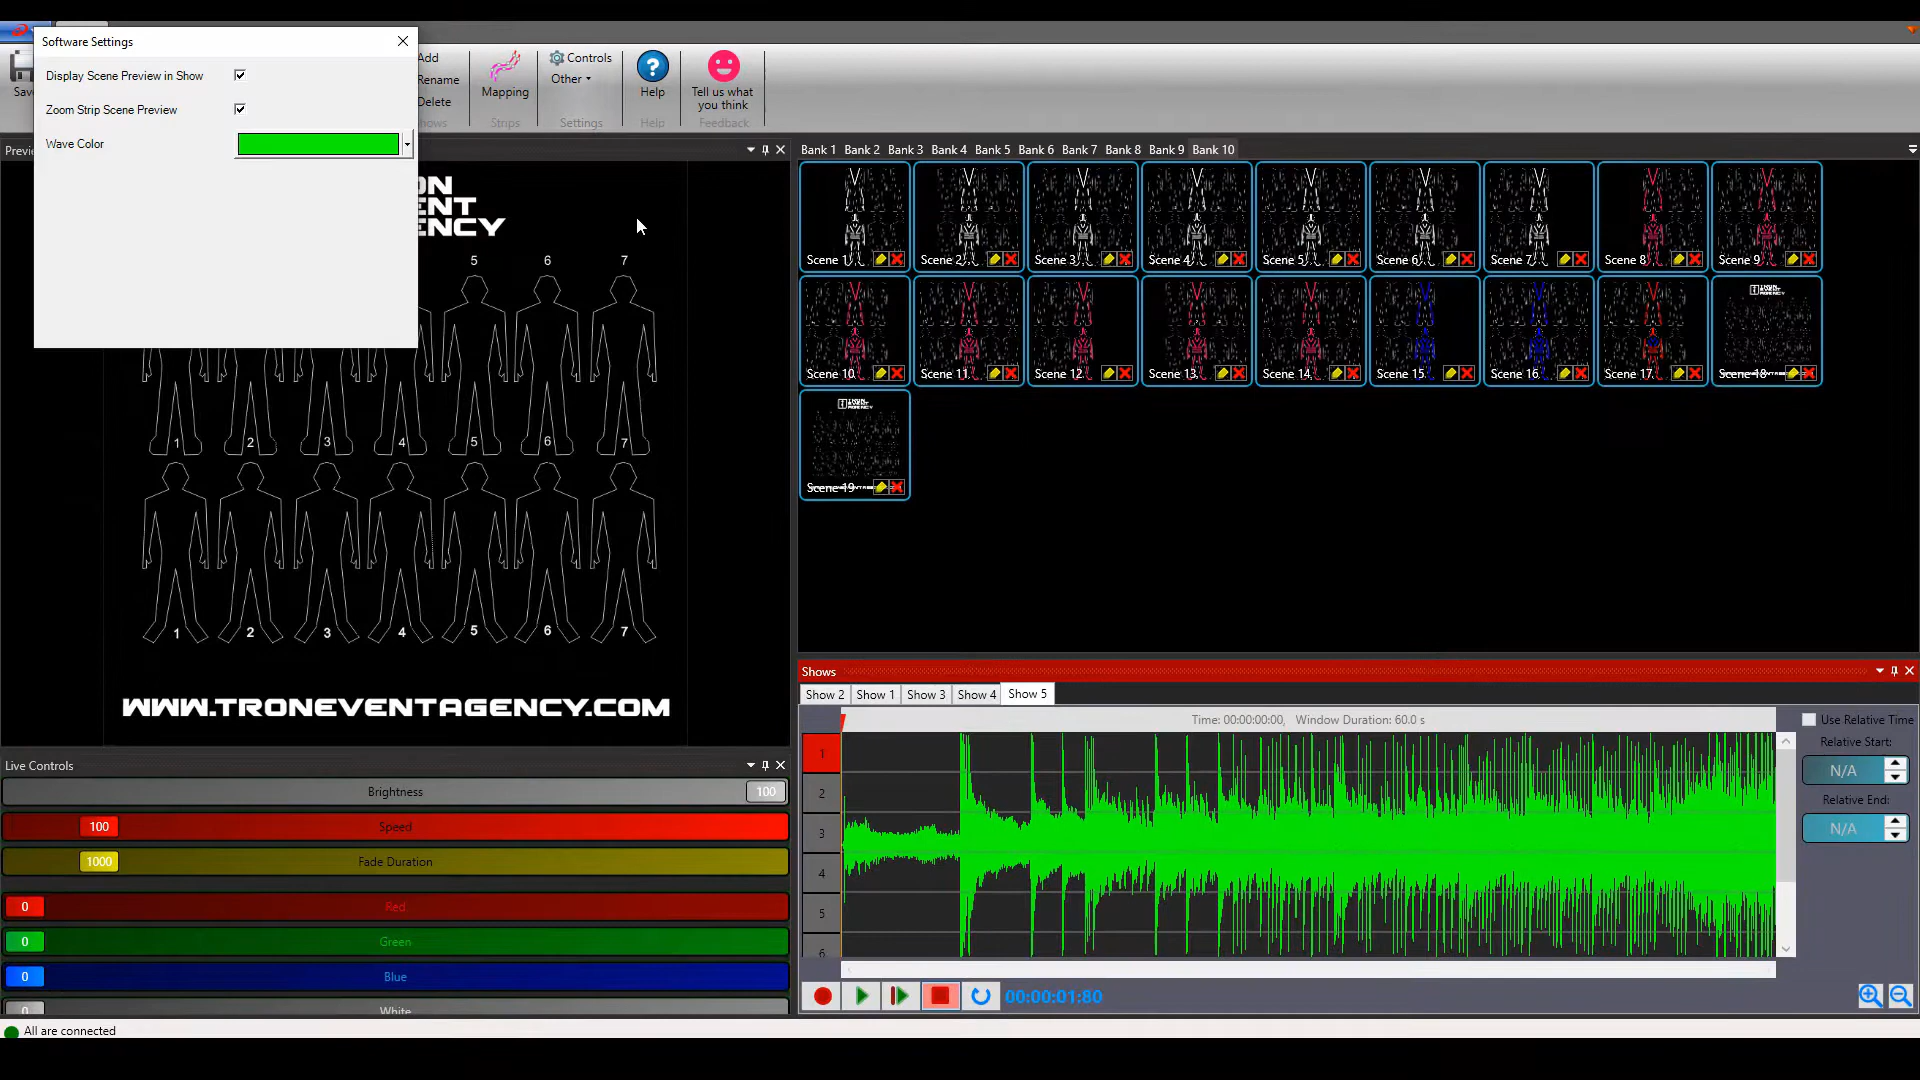 Software Settings
Display Scene Preview in Show
Zoom Strip Scene Preview
Wave Color
Add
Rename
Delete
Mapping
Strips
Controls
Other
Settings
Help
Help
Tell us what
you think
Feedback
ENCY
5 6 7
1 2 3 4 5 6 7
1 2 3 4 5 6 7
WWW.TRONEVENTAGENCY.COM
Bank 1 Bank 2 Bank 3 Bank 4 Bank 5 Bank 6 Bank 7 Bank 8 Bank 9 Bank 10
Scene 1 Scene 2 Scene 3 Scene 4 Scene 5 Scene 6 Scene 7 Scene 8 Scene 9
Scene 10 Scene 11 Scene 12 Scene 13 Scene 14 Scene 15 Scene 16 Scene 17 Scene 18
Scene 19
Shows
Show 2 Show 1 Show 3 Show 4 Show 5
Time: 00:00:00:00, Window Duration: 60.0 s
Use Relative Time
Relative Start:
N/A
Relative End:
N/A
1
2
3
4
5
6
00:00:01:80
Live Controls
Brightness 100
100 Speed
1000 Fade Duration
0 Red
0 Green
0 Blue
0 White
All are connected